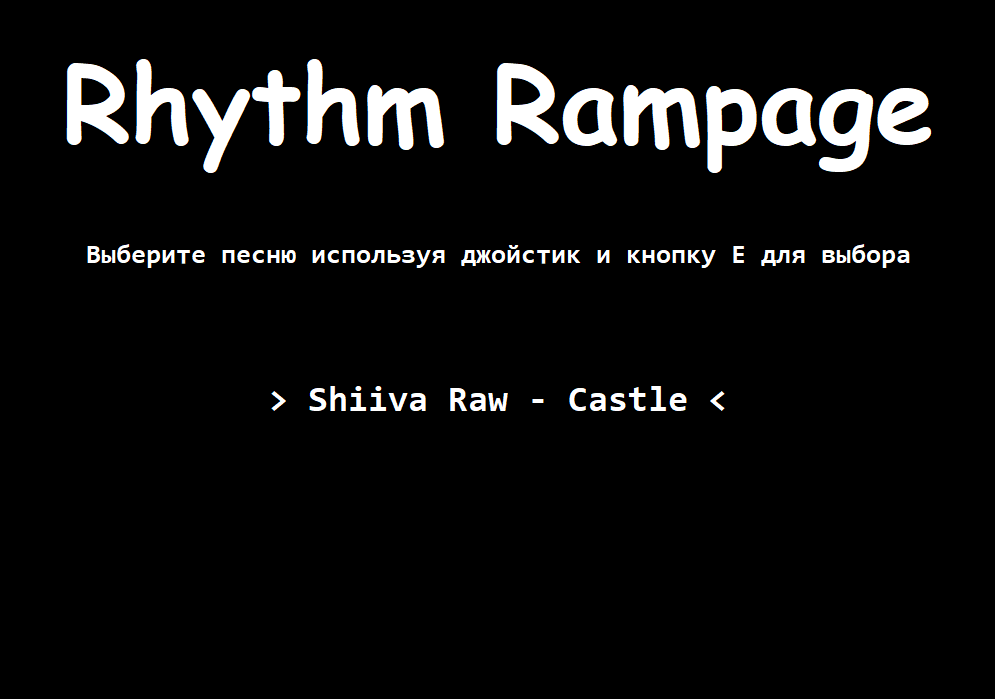 Rhythm Rampage
Выберите песню используя джойстик и кнопку E для выбора
> Shiiva Raw - Castle <